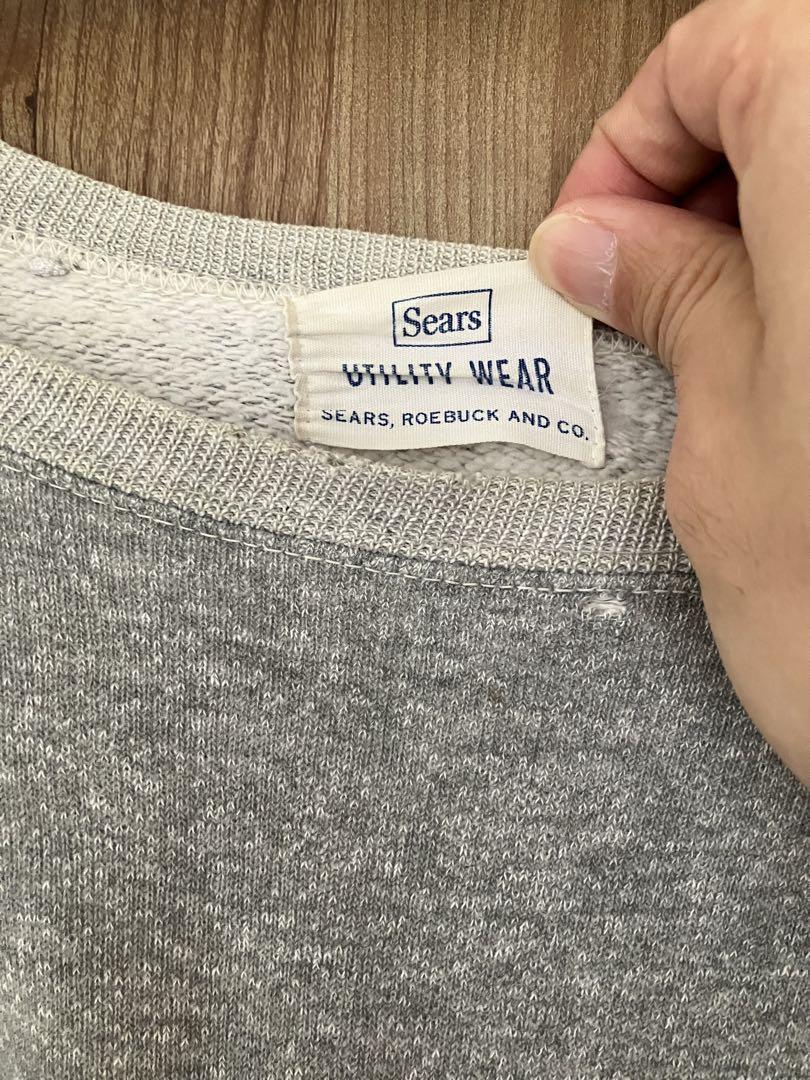 Sears
UTILITY WEAR
SEARS, ROEBUCK AND CO.